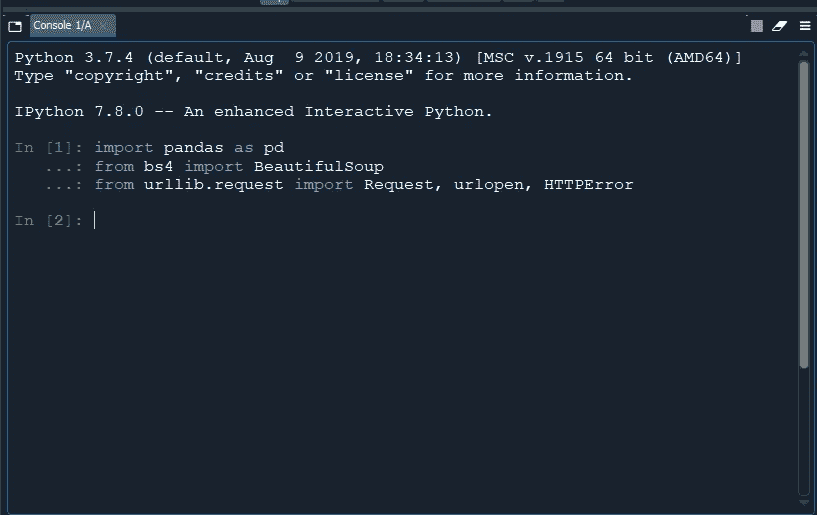 Console 1/A
Python 3.7.4 (default, Aug  9 2019, 18:34:13) [MSC v.1915 64 bit (AMD64)]
Type "copyright", "credits" or "license" for more information.
IPython 7.8.0 -- An enhanced Interactive Python.
In [1]: import pandas as pd
   ...: from bs4 import BeautifulSoup
   ...: from urllib.request import Request, urlopen, HTTPError
In [2]: